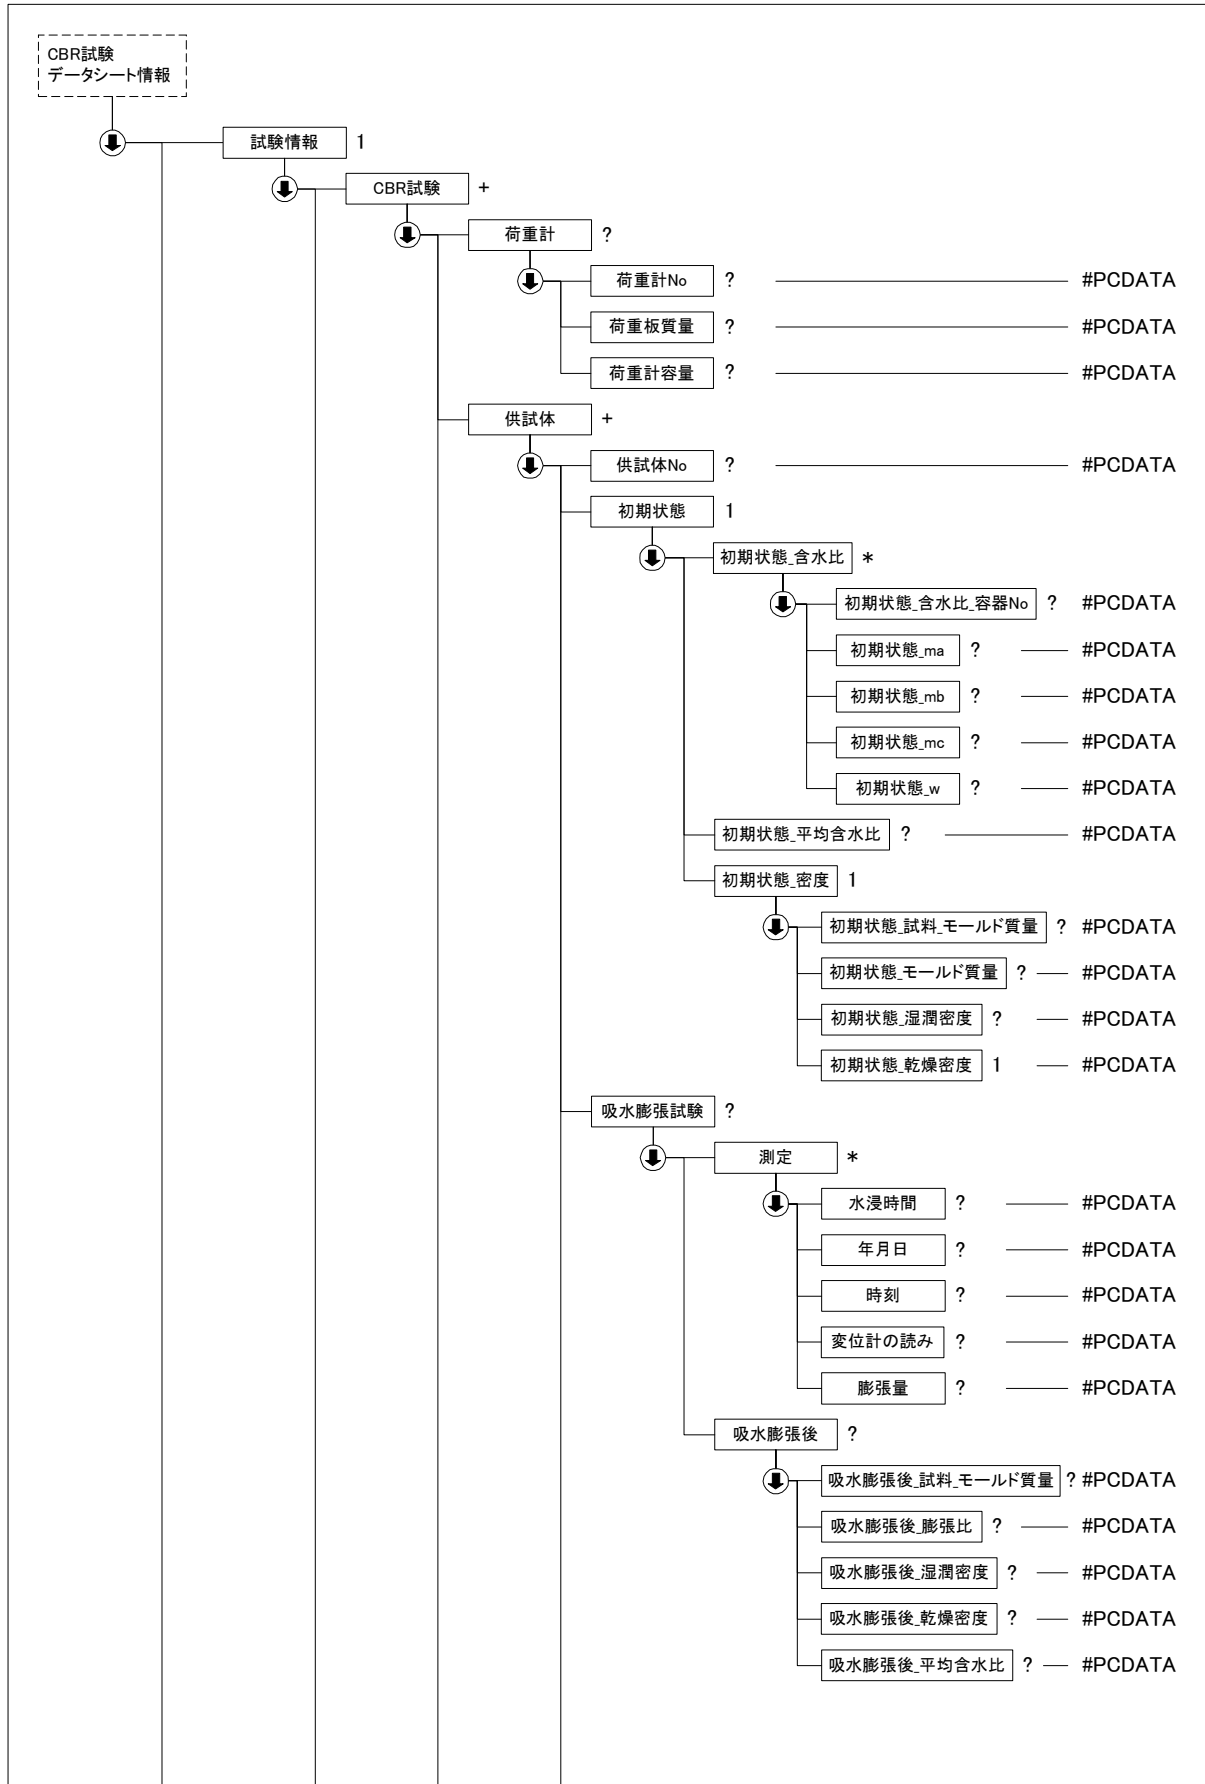 CBR試験
データシート情報
試験情報 1
CBR試験 +
荷重計 ?
荷重計No ? #PCDATA
荷重板質量 ? #PCDATA
荷重計容量 ? #PCDATA
供試体 +
供試体No ? #PCDATA
初期状態 1
初期状態_含水比 *
初期状態_含水比_容器No ? #PCDATA
初期状態_ma ? #PCDATA
初期状態_mb ? #PCDATA
初期状態_mc ? #PCDATA
初期状態_w ? #PCDATA
初期状態_平均含水比 ? #PCDATA
初期状態_密度 1
初期状態_試料_モールド質量 ? #PCDATA
初期状態_モールド質量 ? #PCDATA
初期状態_湿潤密度 ? #PCDATA
初期状態_乾燥密度 1 #PCDATA
吸水膨張試験 ?
測定 *
水浸時間 ? #PCDATA
年月日 ? #PCDATA
時刻 ? #PCDATA
変位計の読み ? #PCDATA
膨張量 ? #PCDATA
吸水膨張後 ?
吸水膨張後_試料_モールド質量 ? #PCDATA
吸水膨張後_膨張比 ? #PCDATA
吸水膨張後_湿潤密度 ? #PCDATA
吸水膨張後_乾燥密度 ? #PCDATA
吸水膨張後_平均含水比 ? #PCDATA